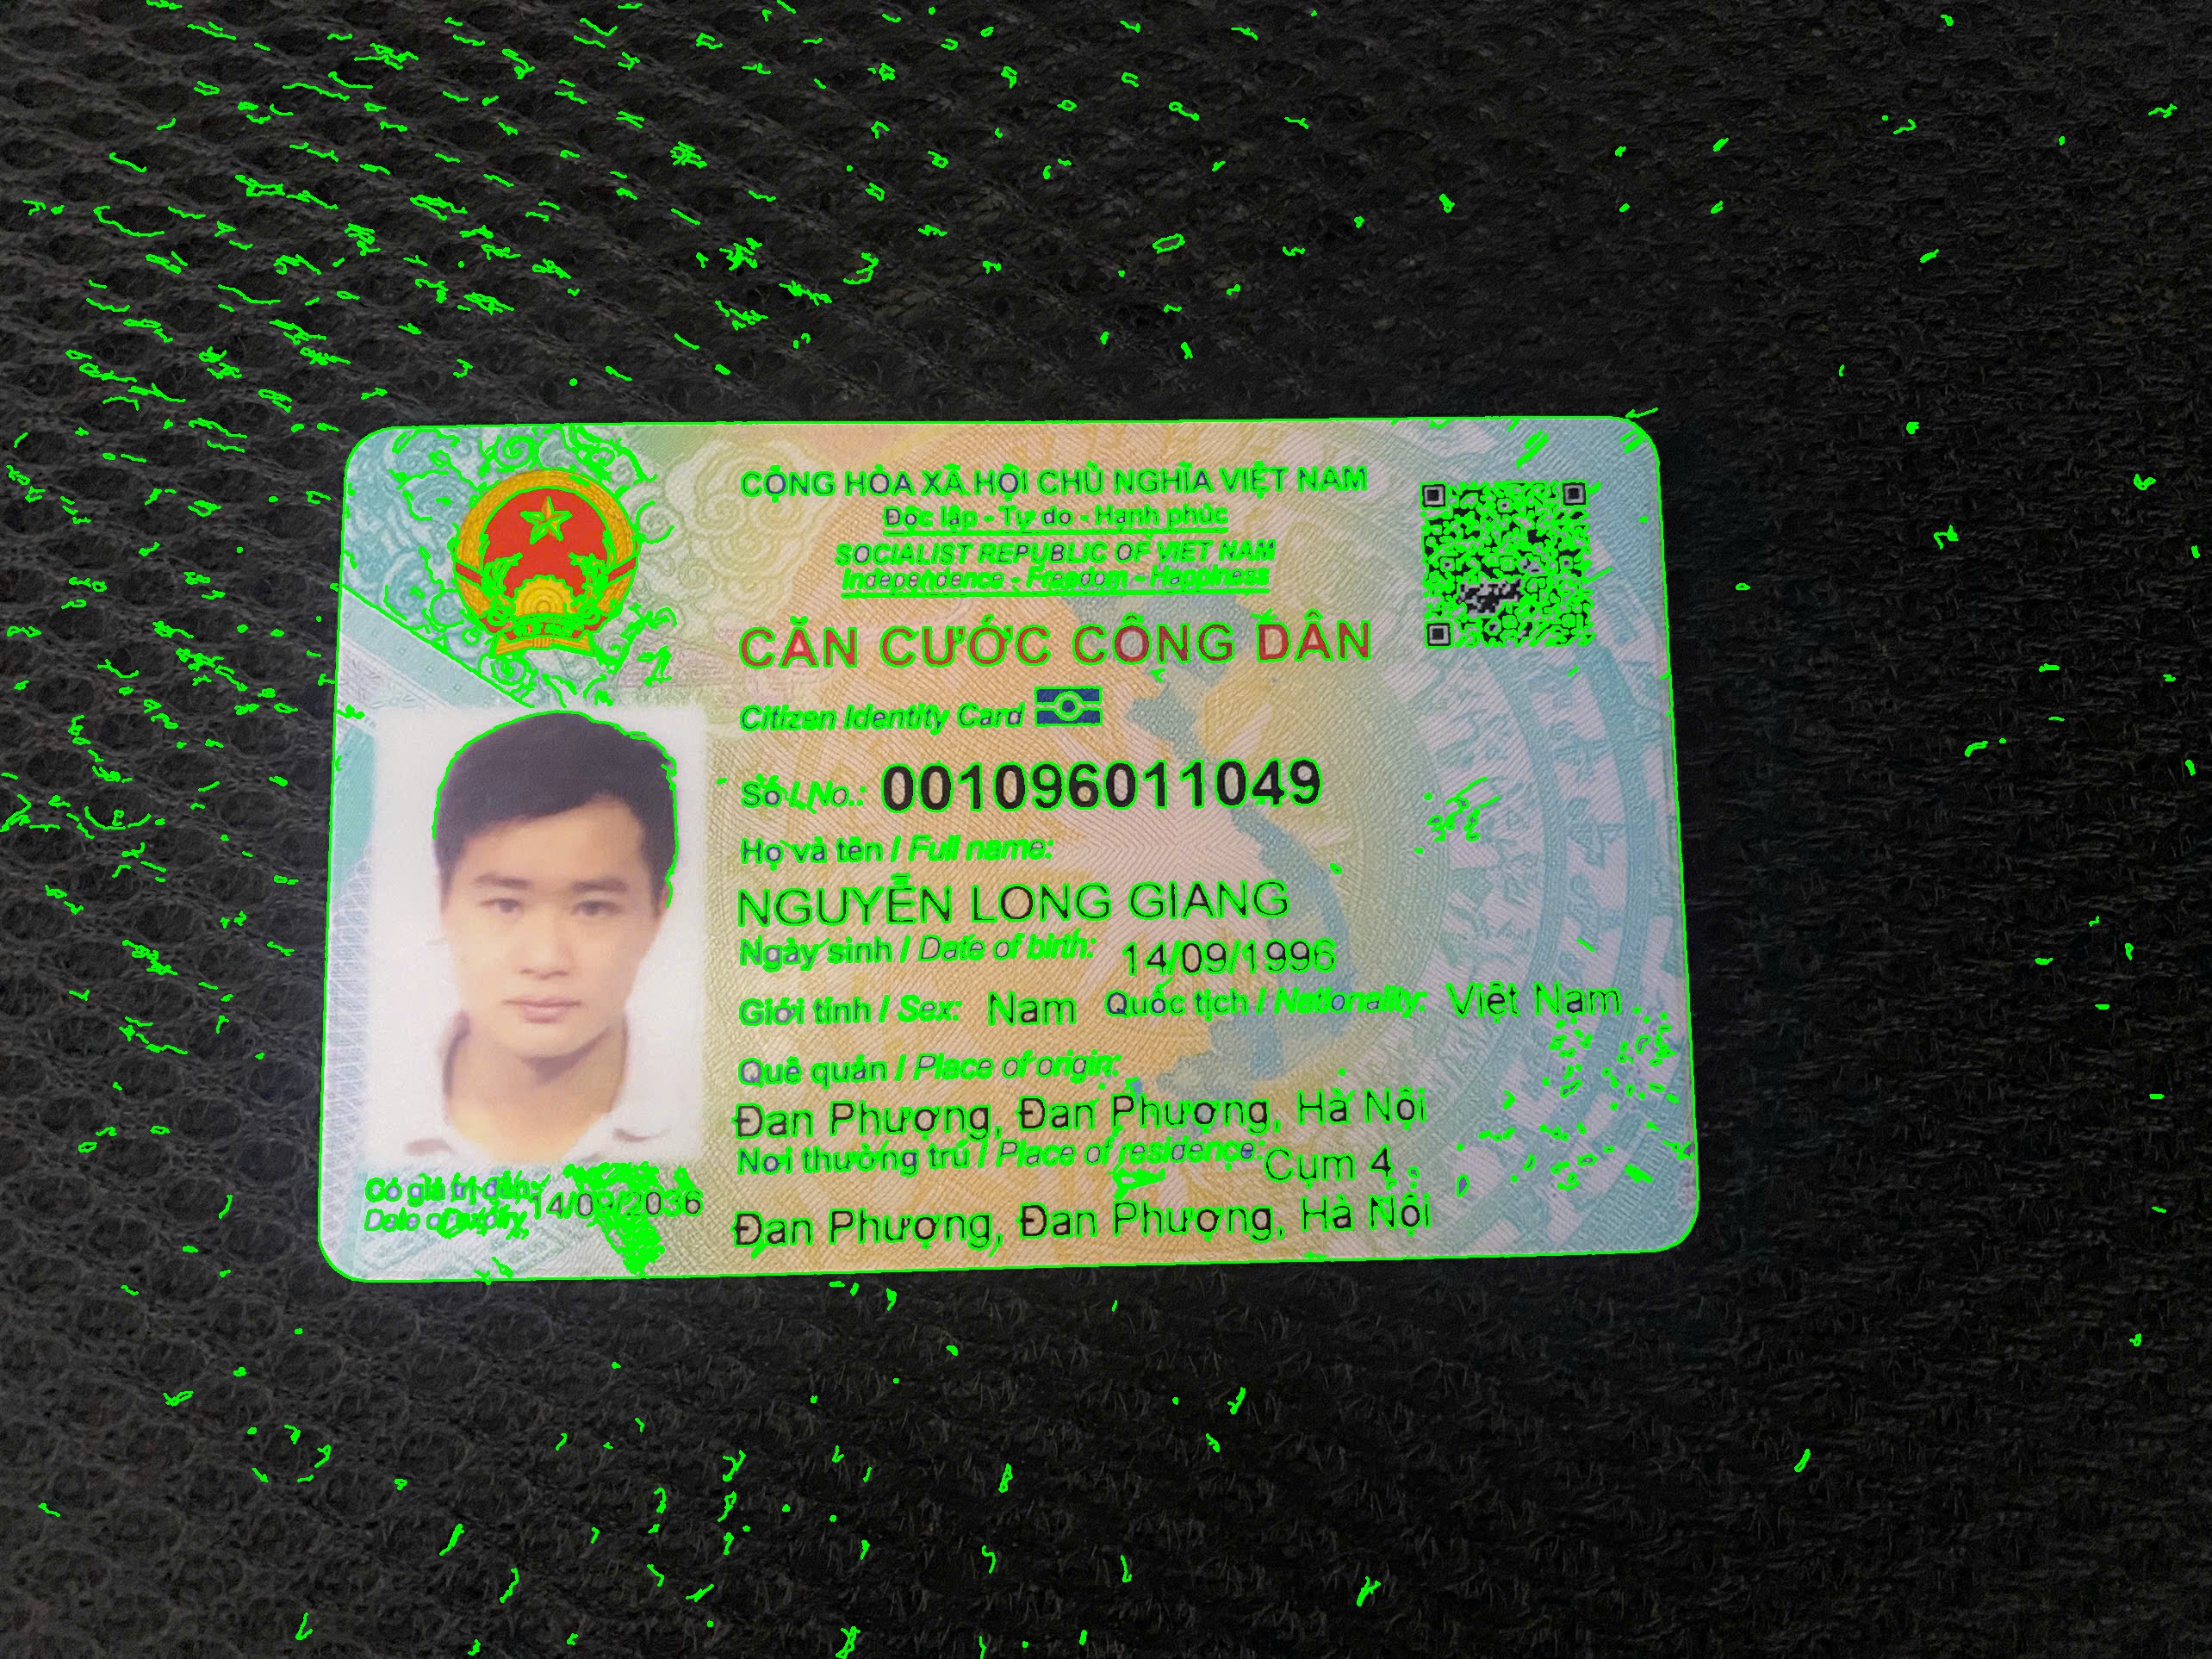 CỘNG HÒA XÃ HỘI CHỦ NGHĨA VIỆT NAM
Độc lập - Tự do - Hạnh phúc
SOCIALIST REPUBLIC OF VIET NAM
Independence - Freedom - Happiness
CĂN CƯỚC CÔNG DÂN
Citizen Identity Card
Số / No.: 001096011049
Họ và tên / Full name:
NGUYỄN LONG GIANG
Ngày sinh / Date of birth: 14/09/1996
Giới tính / Sex: Nam Quốc tịch / Nationality: Việt Nam
Quê quán / Place of origin:
Đan Phượng, Đan Phượng, Hà Nội
Nơi thường trú / Place of residence: Cụm 4
Đan Phượng, Đan Phượng, Hà Nội
Có giá trị đến: 14/09/2036
Date of expiry